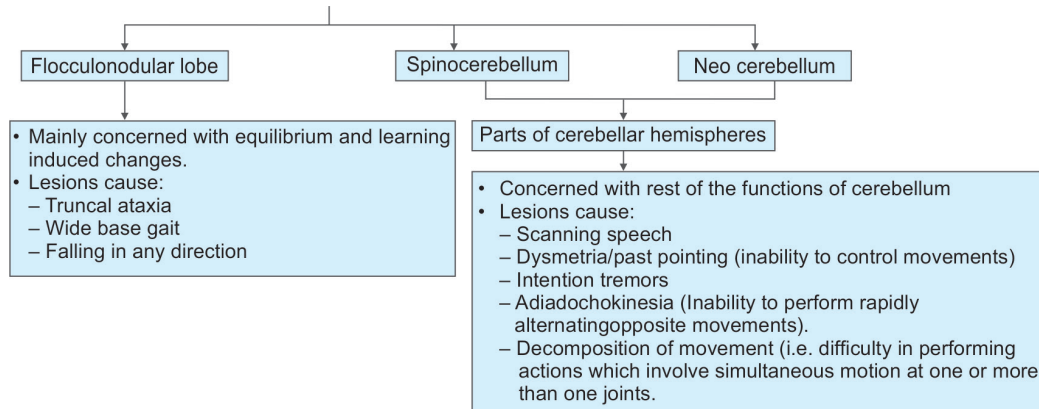 Flocculonodular lobe
Spinocerebellum
Neo cerebellum
• Mainly concerned with equilibrium and learning
induced changes.
• Lesions cause:
– Truncal ataxia
– Wide base gait
– Falling in any direction
Parts of cerebellar hemispheres
• Concerned with rest of the functions of cerebellum
• Lesions cause:
– Scanning speech
– Dysmetria/past pointing (inability to control movements)
– Intention tremors
– Adiadochokinesia (Inability to perform rapidly
alternatingopposite movements).
– Decomposition of movement (i.e. difficulty in performing
actions which involve simultaneous motion at one or more
than one joints.